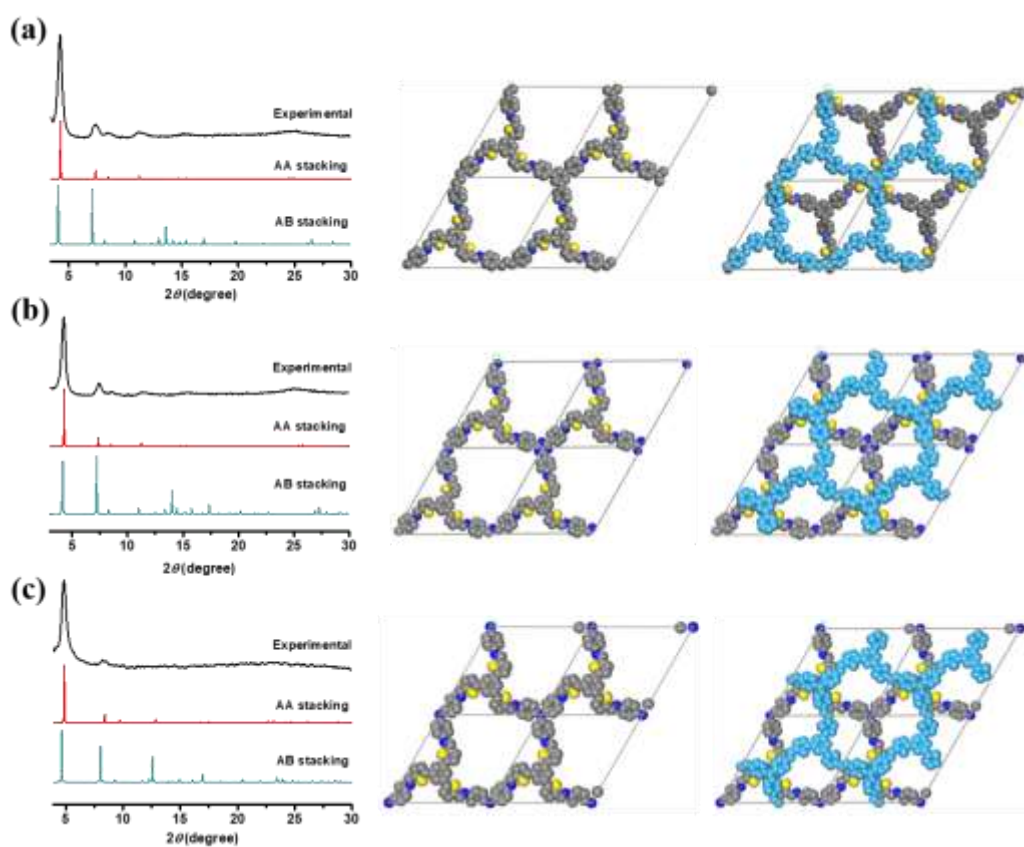 (a)
Experimental
AA stacking
AB stacking
5 10 15 20 25 30
2θ(degree)
(b)
Experimental
AA stacking
AB stacking
5 10 15 20 25 30
2θ(degree)
(c)
Experimental
AA stacking
AB stacking
5 10 15 20 25 30
2θ(degree)